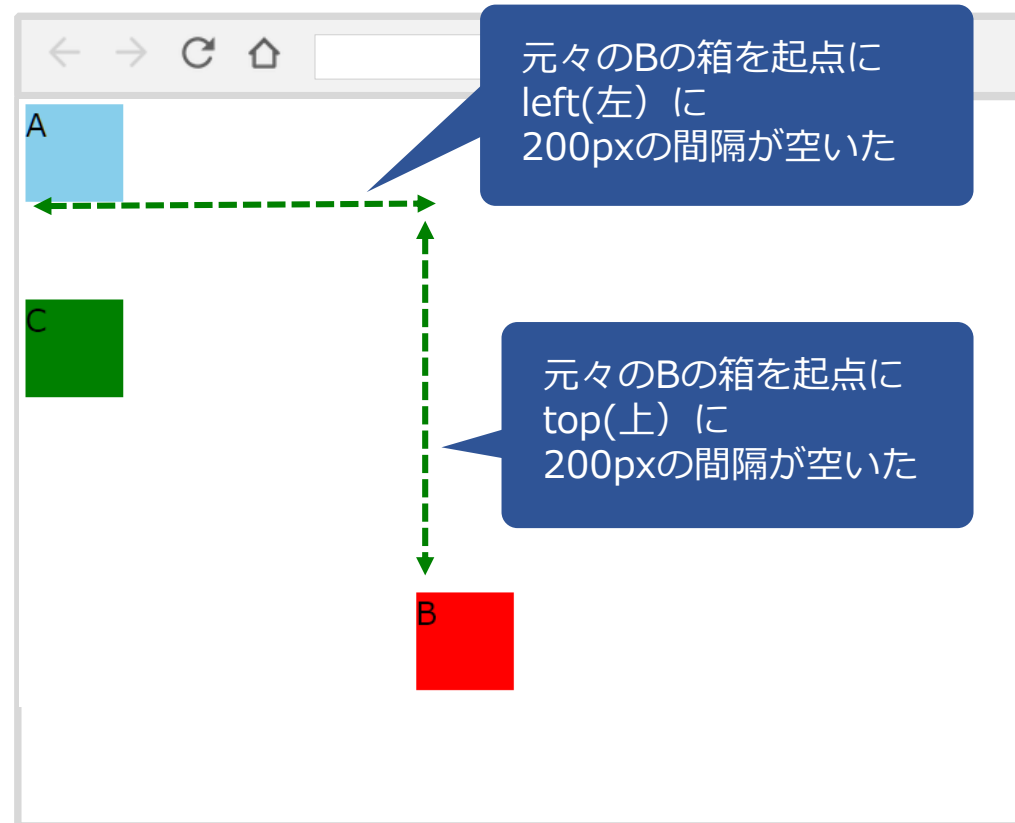 元々のBの箱を起点に
left(左）に
200pxの間隔が空いた
A
C
元々のBの箱を起点に
top(上）に
200pxの間隔が空いた
B